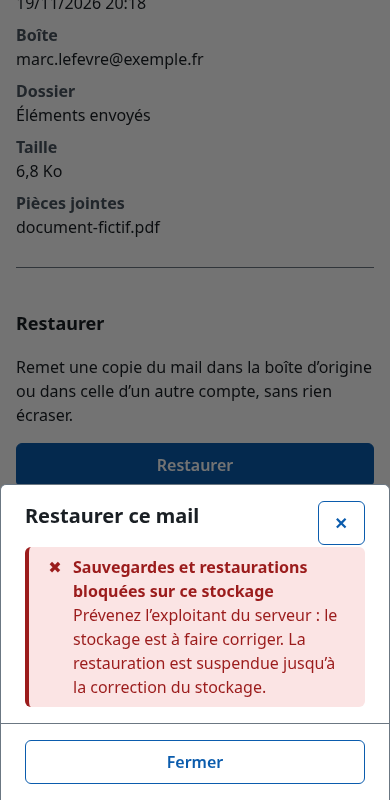 19/11/2026 20:18
Boîte
marc.lefevre@exemple.fr
Dossier
Éléments envoyés
Taille
6,8 Ko
Pièces jointes
document-fictif.pdf
Restaurer
Remet une copie du mail dans la boîte d’origine
ou dans celle d’un autre compte, sans rien
écraser.
Restaurer
Restaurer ce mail
×
✖ Sauvegardes et restaurations
bloquées sur ce stockage
Prévenez l’exploitant du serveur : le
stockage est à faire corriger. La
restauration est suspendue jusqu’à
la correction du stockage.
Fermer